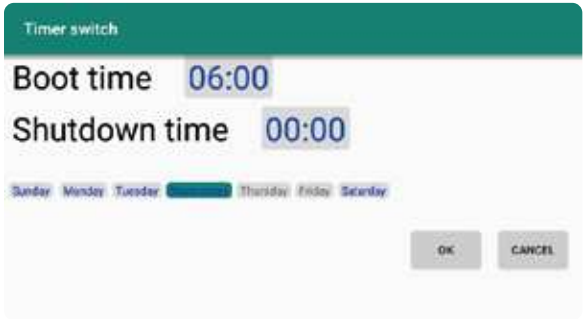 Timer switch
Boot time 06:00
Shutdown time 00:00
Sunday Monday Tuesday Thursday Friday Saturday
OK CANCEL